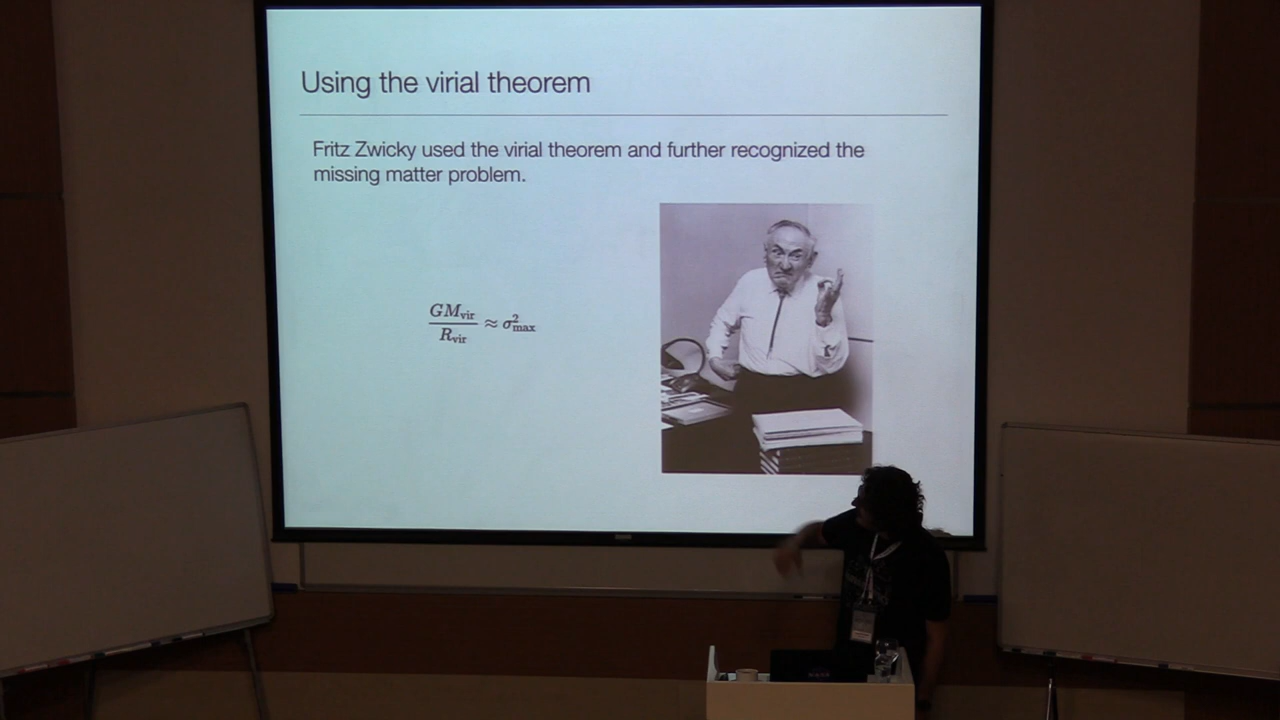 Using the virial theorem
Fritz Zwicky used the virial theorem and further recognized the
missing matter problem.
GM_vir / R_vir ≈ σ²_max